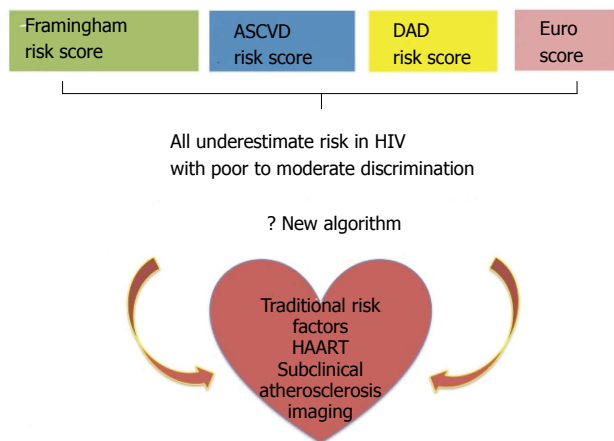 Framingham
risk score
ASCVD
risk score
DAD
risk score
Euro
score
All underestimate risk in HIV
with poor to moderate discrimination
? New algorithm
Traditional risk
factors
HAART
Subclinical
atherosclerosis
imaging